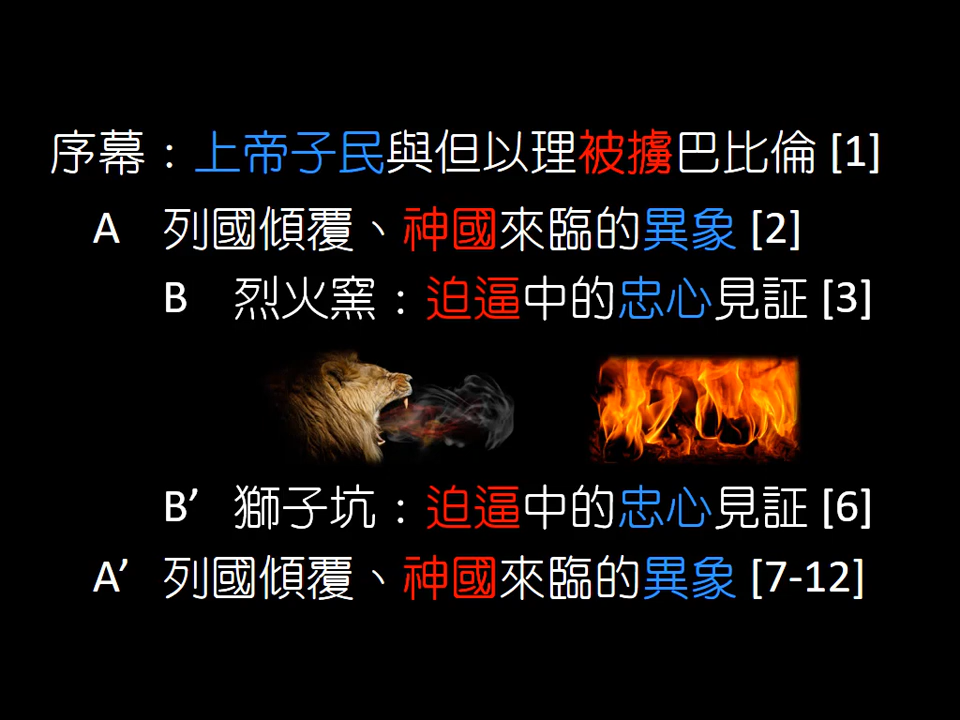 序幕：上帝子民與但以理被擄巴比倫 [1]
A 列國傾覆、神國來臨的異象 [2]
B 烈火窯：迫逼中的忠心見証 [3]
B’ 獅子坑：迫逼中的忠心見証 [6]
A’ 列國傾覆、神國來臨的異象 [7-12]